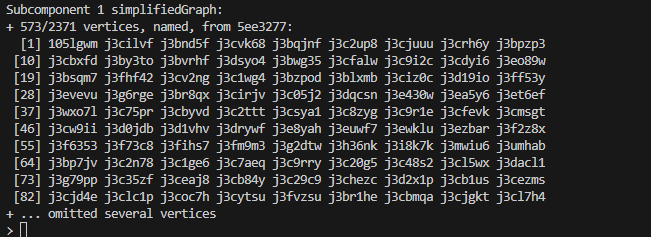 Subcomponent 1 simplifiedGraph:
+ 573/2371 vertices, named, from 5ee3277:
[1] 105lgwm j3cilvf j3bnd5f j3cvk68 j3bqjnf j3c2up8 j3cjuuu j3crh6y j3bpzp3
[10] j3cbxfd j3by3to j3bvrhf j3dsyo4 j3bwg35 j3cfalw j3c9i2c j3cdyi6 j3eo89w
[19] j3bsqm7 j3fhf42 j3cv2ng j3c1wg4 j3bzpod j3blxmb j3ciz0c j3d19io j3ff53y
[28] j3evevu j3g6rge j3br8qx j3cirjv j3c05j2 j3dqcsn j3e430w j3ea5y6 j3et6ef
[37] j3wxo7l j3c75pr j3cbyvd j3c2ttt j3csya1 j3c8zyg j3c9r1e j3cfevk j3cmsgt
[46] j3cw9ii j3d0jdb j3d1vhv j3drywf j3e8yah j3euwf7 j3ewklu j3ezbar j3f2z8x
[55] j3f6353 j3f73c8 j3fihs7 j3fm9m3 j3g2dtw j3h36nk j3i8k7k j3mwiu6 j3umhab
[64] j3bp7jv j3c2n78 j3c1ge6 j3c7aeq j3c9rry j3c20g5 j3c48s2 j3cl5wx j3dacl1
[73] j3g79pp j3c35zf j3ceaj8 j3cb84y j3c29c9 j3chezc j3d2x1p j3cb1us j3cezms
[82] j3cjd4e j3clc1p j3coc7h j3cytsu j3fvzsu j3br1he j3cbmqa j3cjgkt j3cl7h4
+ ... omitted several vertices
>